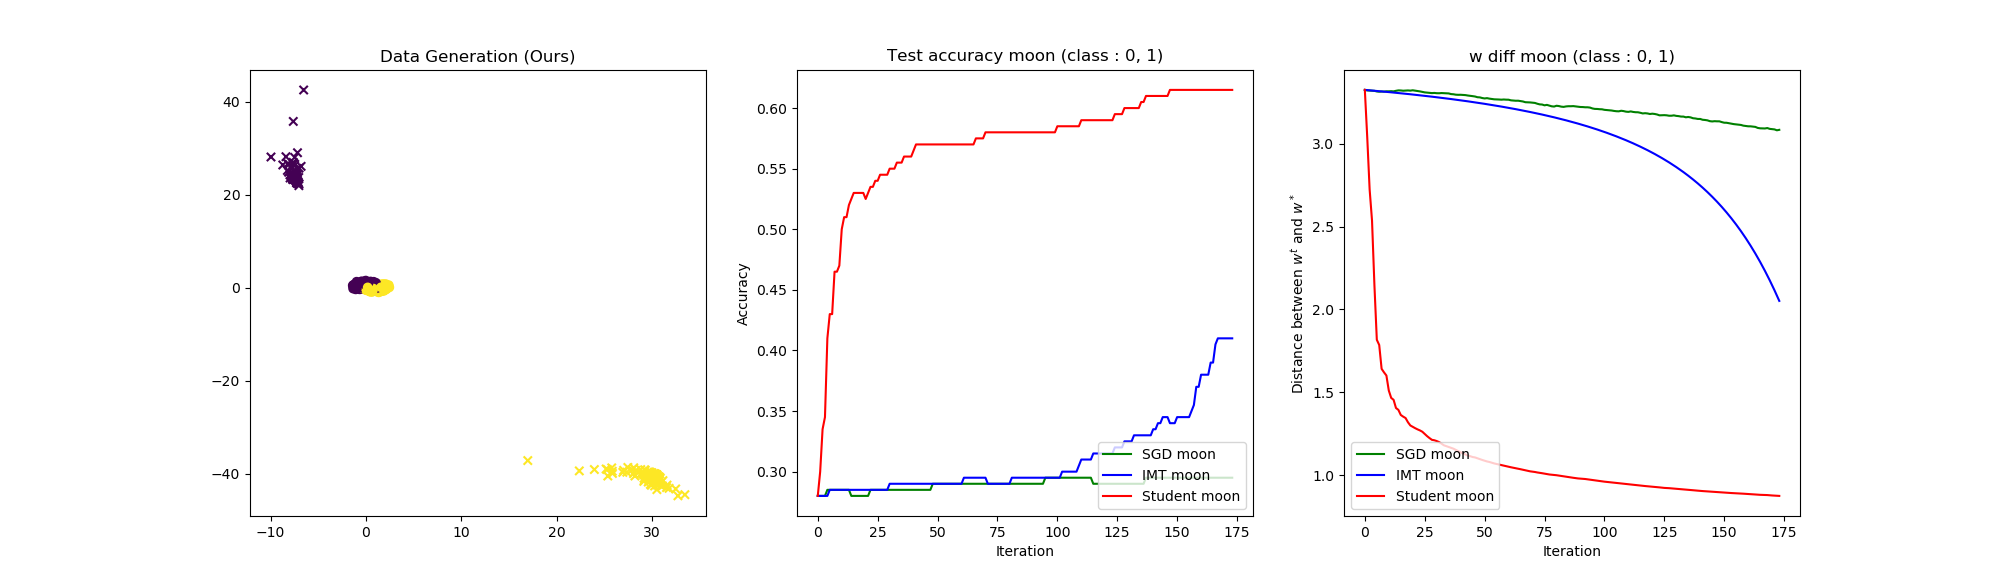 Data Generation (Ours)
40
20
0
−20
−40
−10
0
10
20
30
Test accuracy moon (class : 0, 1)
Accuracy
0.60
0.55
0.50
0.45
0.40
0.35
0.30
SGD moon
IMT moon
Student moon
0
25
50
75
100
125
150
175
Iteration
w diff moon (class : 0, 1)
Distance between w^t and w^*
3.0
2.5
2.0
1.5
1.0
SGD moon
IMT moon
Student moon
0
25
50
75
100
125
150
175
Iteration